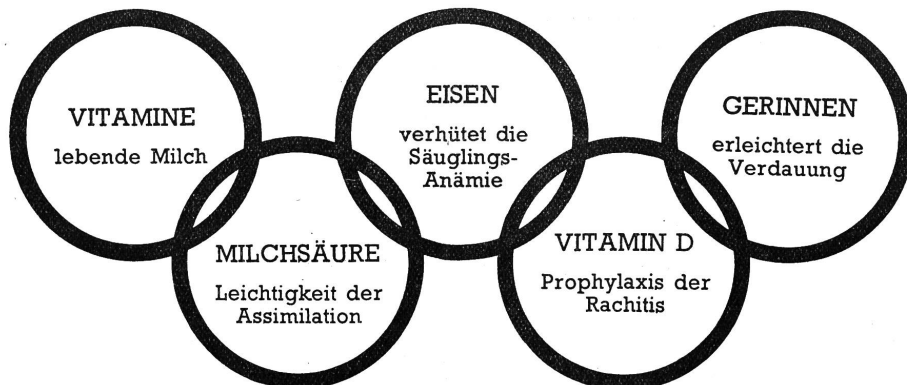 VITAMINE
lebende Milch
MILCHSÄURE
Leichtigkeit der
Assimilation
EISEN
verhütet die
Säuglings-
Anämie
VITAMIN D
Prophylaxis der
Rachitis
GERINNEN
erleichtert die
Verdauung